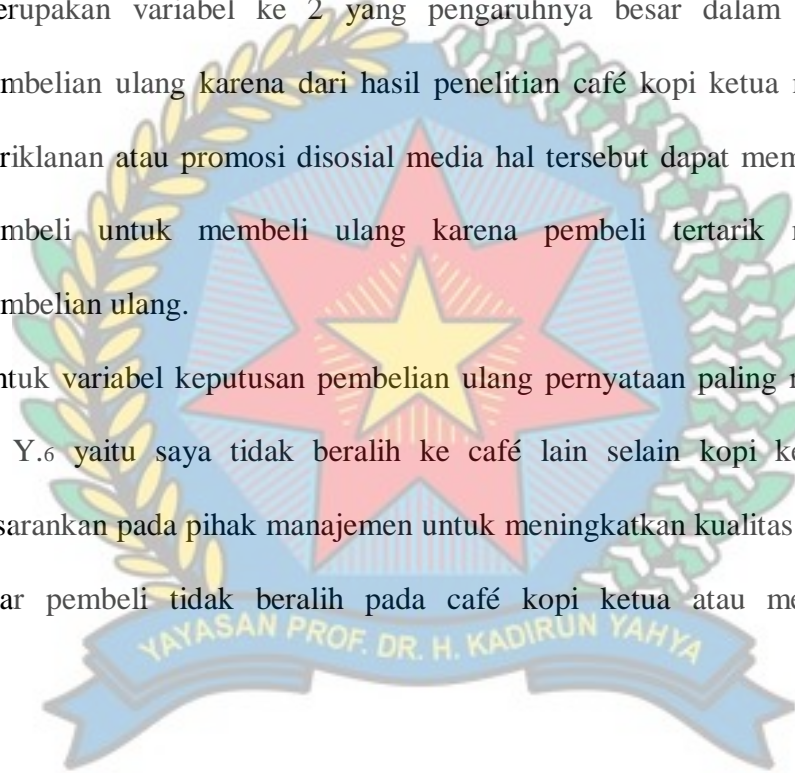 erupakan variabel ke 2 yang pengaruhnya besar dalam
mbelian ulang karena dari hasil penelitian café kopi ketua
riklanan atau promosi disosial media hal tersebut dapat mem
mbeli untuk membeli ulang karena pembeli tertarik
mbelian ulang.
ntuk variabel keputusan pembelian ulang pernyataan paling
Y.6 yaitu saya tidak beralih ke café lain selain kopi ke
sarankan pada pihak manajemen untuk meningkatkan kualitas
ar pembeli tidak beralih pada café kopi ketua atau me
YAYASAN PROF. DR. H. KADIRUN YAHYA